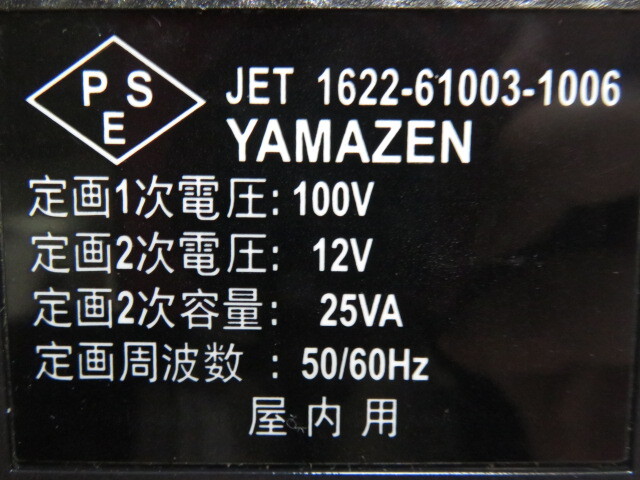 PSE
JET 1622-61003-1006
YAMAZEN
定画1次電圧: 100V
定画2次電圧: 12V
定画2次容量: 25VA
定画周波数 : 50/60Hz
屋内用